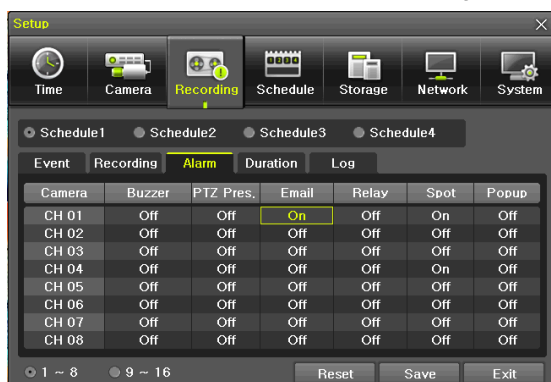 Setup
Time Camera Recording Schedule Storage Network System
Schedule1 Schedule2 Schedule3 Schedule4
Event Recording Alarm Duration Log
Camera Buzzer PTZ Pres. Email Relay Spot Popup
CH 01 Off Off On Off On Off
CH 02 Off Off Off Off Off Off
CH 03 Off Off Off Off Off Off
CH 04 Off Off Off Off On Off
CH 05 Off Off Off Off Off Off
CH 06 Off Off Off Off Off Off
CH 07 Off Off Off Off Off Off
CH 08 Off Off Off Off Off Off
1 ~ 8 9 ~ 16 Reset Save Exit